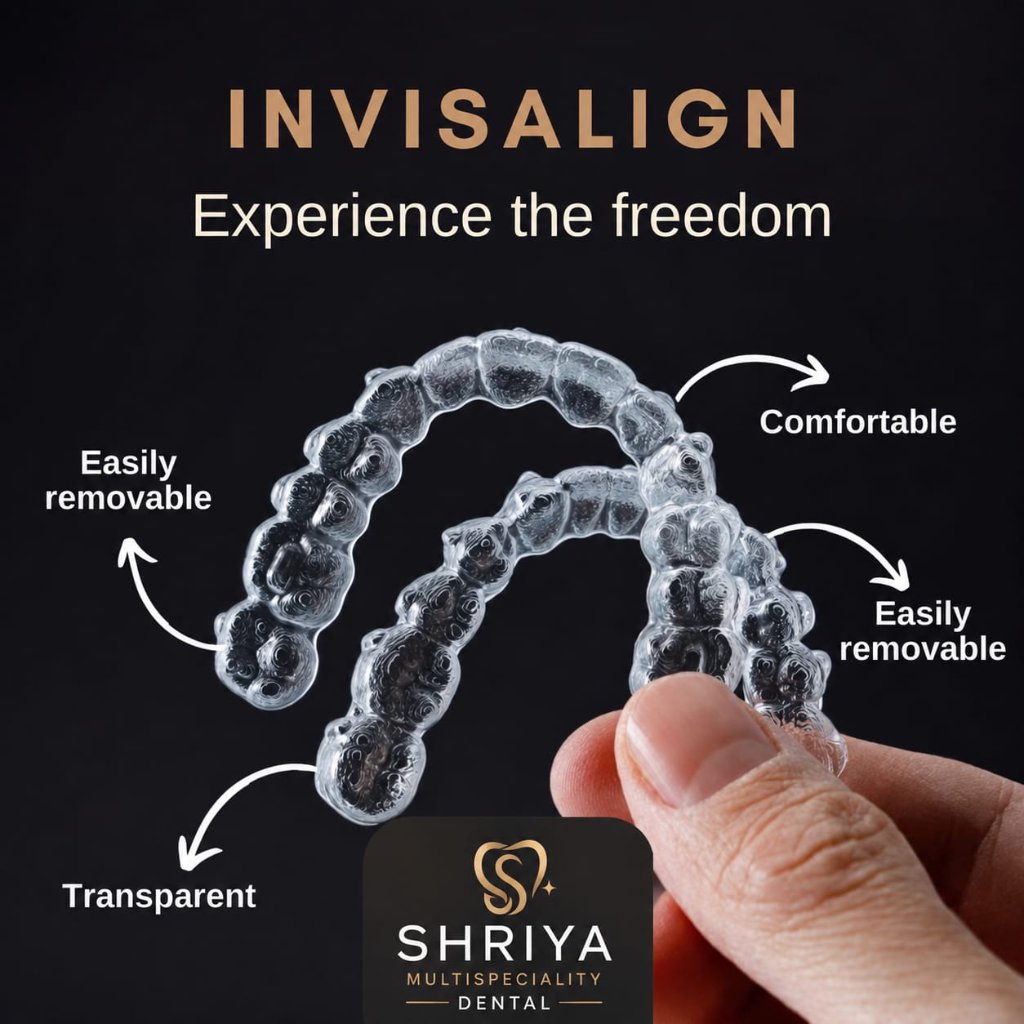 INVISALIGN
Experience the freedom
Comfortable
Easily
removable
Easily
removable
Transparent
SHRIYA
MULTISPECIALITY
DENTAL